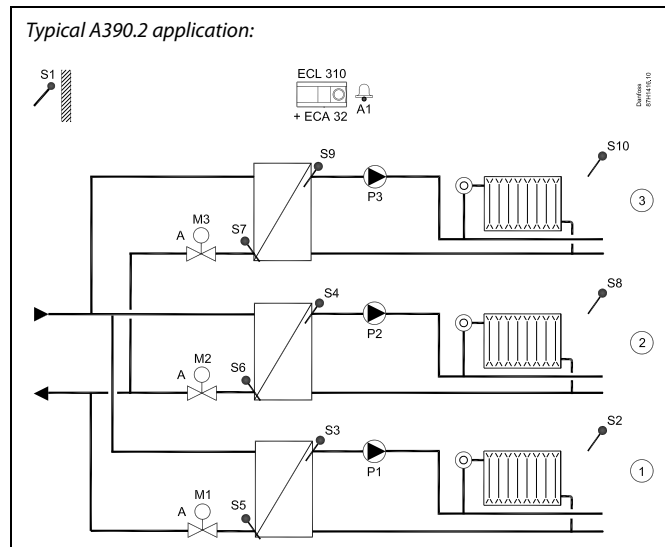 Typical A390.2 application:
S1
ECL 310
+ ECA 32
A1
Danfoss
87H1416.10
S9
S10
P3
3
M3
A
S7
S4
S8
P2
2
M2
A
S6
S3
S2
P1
1
M1
A
S5